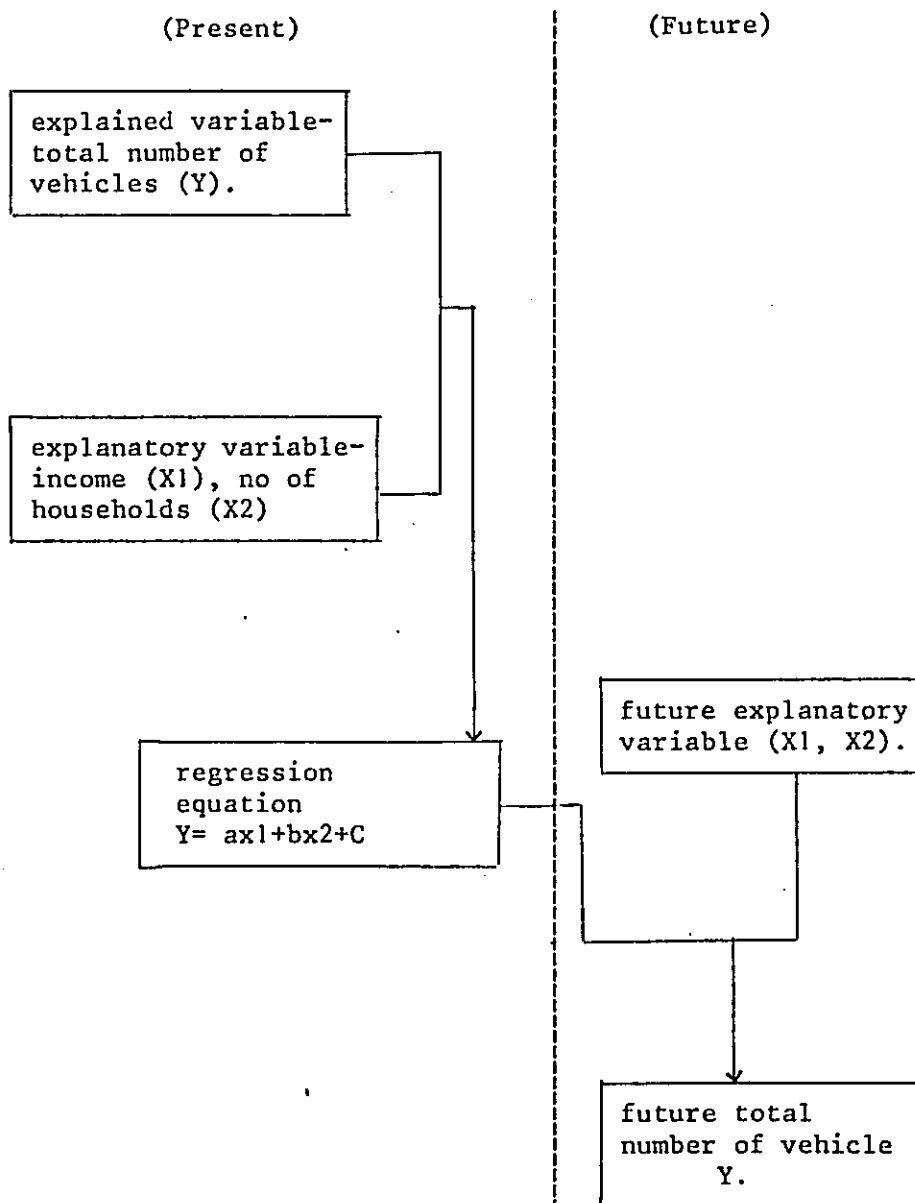 (Present)
(Future)
explained variable-
total number of
vehicles (Y).
explanatory variable-
income (X1), no of
households (X2)
regression
equation
Y= ax1+bx2+C
future explanatory
variable (X1, X2).
future total
number of vehicle
Y.